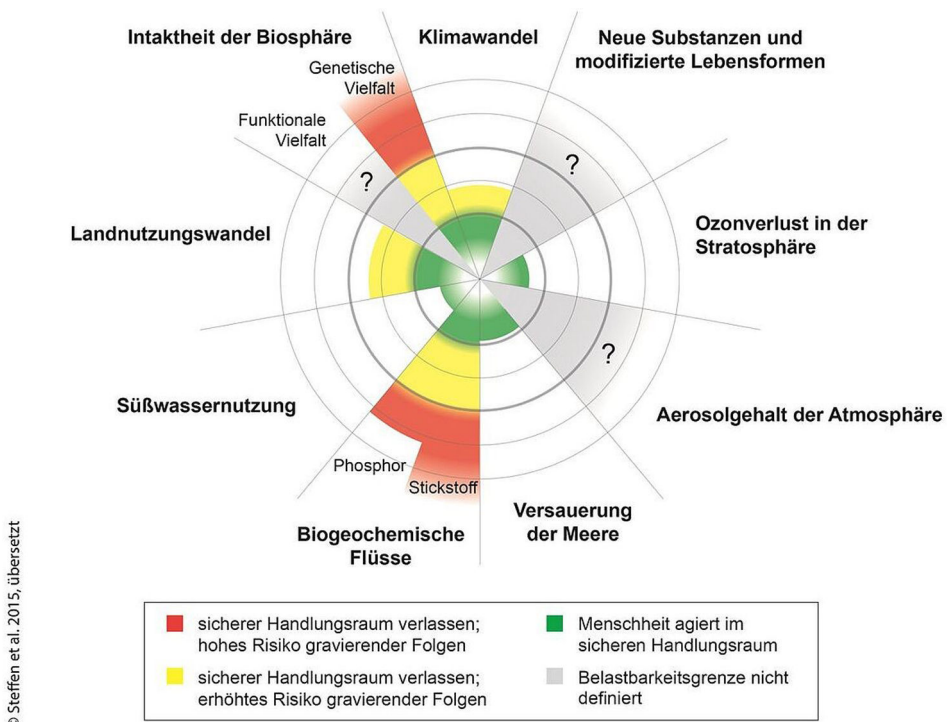 Intaktheit der Biosphäre
Klimawandel
Neue Substanzen und
modifizierte Lebensformen
Genetische
Vielfalt
Funktionale
Vielfalt
?
?
Landnutzungswandel
Ozonverlust in der
Stratosphäre
?
Süßwassernutzung
Aerosolgehalt der Atmosphäre
Phosphor
Stickstoff
Versauerung
der Meere
Biogeochemische
Flüsse
sicherer Handlungsraum verlassen;
hohes Risiko gravierender Folgen
sicherer Handlungsraum verlassen;
erhöhtes Risiko gravierender Folgen
Menschheit agiert im
sicheren Handlungsraum
Belastbarkeitsgrenze nicht
definiert
© Steffen et al. 2015, übersetzt